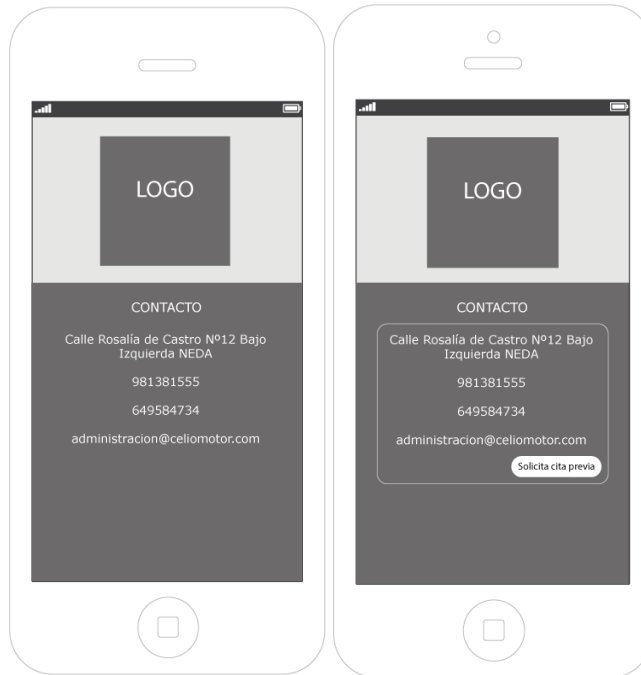 LOGO
CONTACTO
Calle Rosalía de Castro Nº12 Bajo
Izquierda NEDA
981381555
649584734
administracion@celiomotor.com
LOGO
CONTACTO
Calle Rosalía de Castro Nº12 Bajo
Izquierda NEDA
981381555
649584734
administracion@celiomotor.com
Solicita cita previa